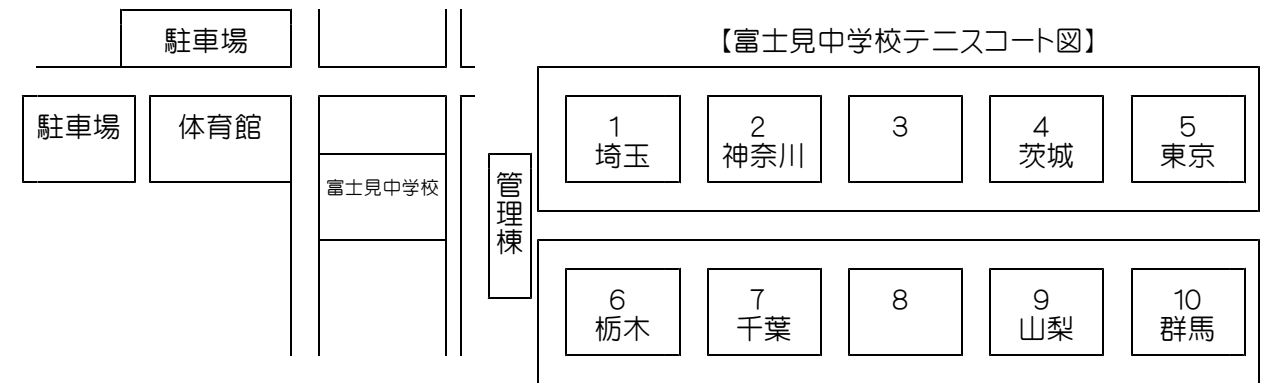 駐車場
【富士見中学校テニスコート図】
駐車場
体育館
富士見中学校
管理棟
1
埼玉
2
神奈川
3
4
茨城
5
東京
6
栃木
7
千葉
8
9
山梨
10
群馬